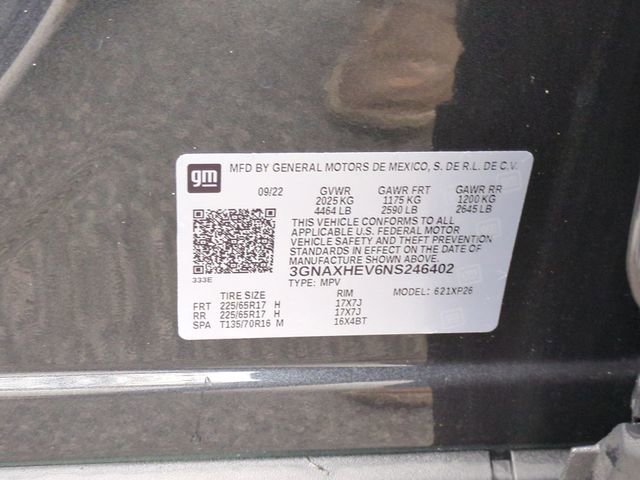 gm MFD BY GENERAL MOTORS DE MEXICO, S. DE R.L. DE C.V.
09/22 GVWR GAWR FRT GAWR RR
2025 KG 1175 KG 1200 KG
4464 LB 2590 LB 2645 LB
THIS VEHICLE CONFORMS TO ALL
APPLICABLE U.S. FEDERAL MOTOR
VEHICLE SAFETY AND THEFT PREVENTION
STANDARDS IN EFFECT ON THE DATE OF
MANUFACTURE SHOWN ABOVE.
333E 3GNAXHEV6NS246402
TYPE: MPV MODEL: 621XP26
TIRE SIZE RIM
FRT 225/65R17 H 17X7J
RR 225/65R17 H 17X7J
SPA T135/70R16 M 16X4BT